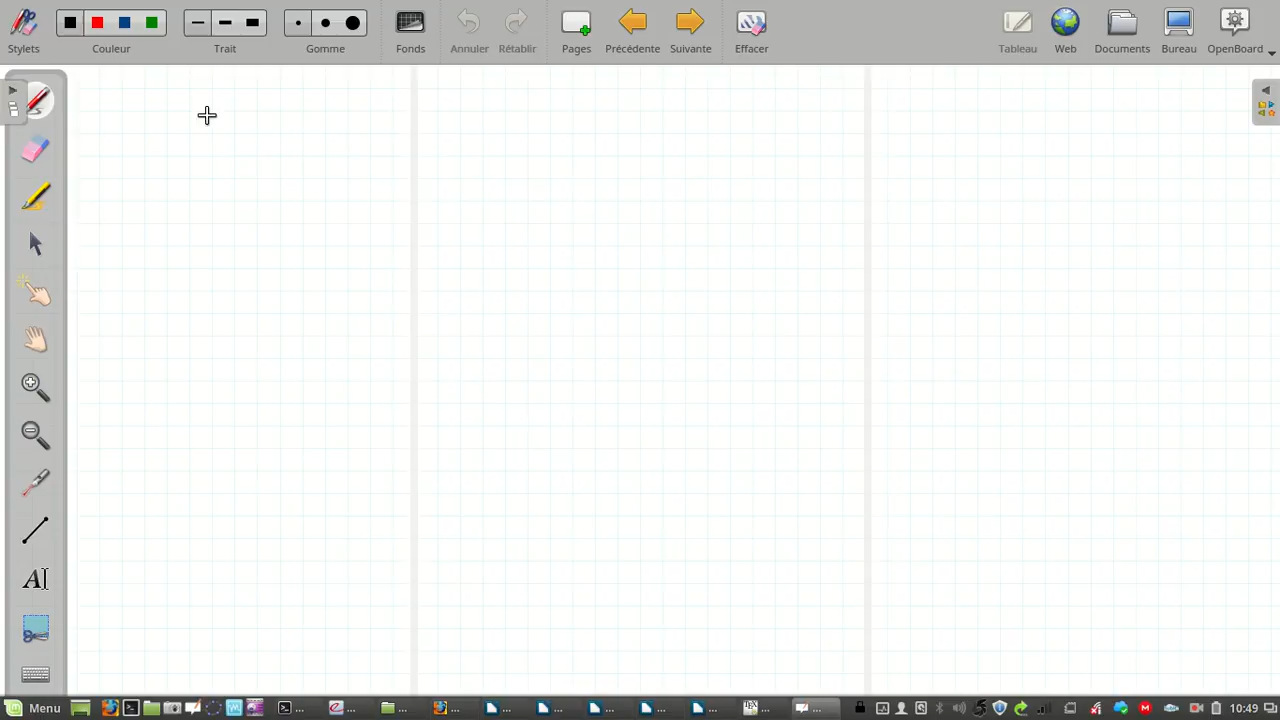 Stylets Couleur Trait Gomme Fonds Annuler Rétablir Pages Précédente Suivante Effacer Tableau Web Documents Bureau OpenBoard
A
Menu ... ... ... ... ... ... ... ... ... ... ... 10:49